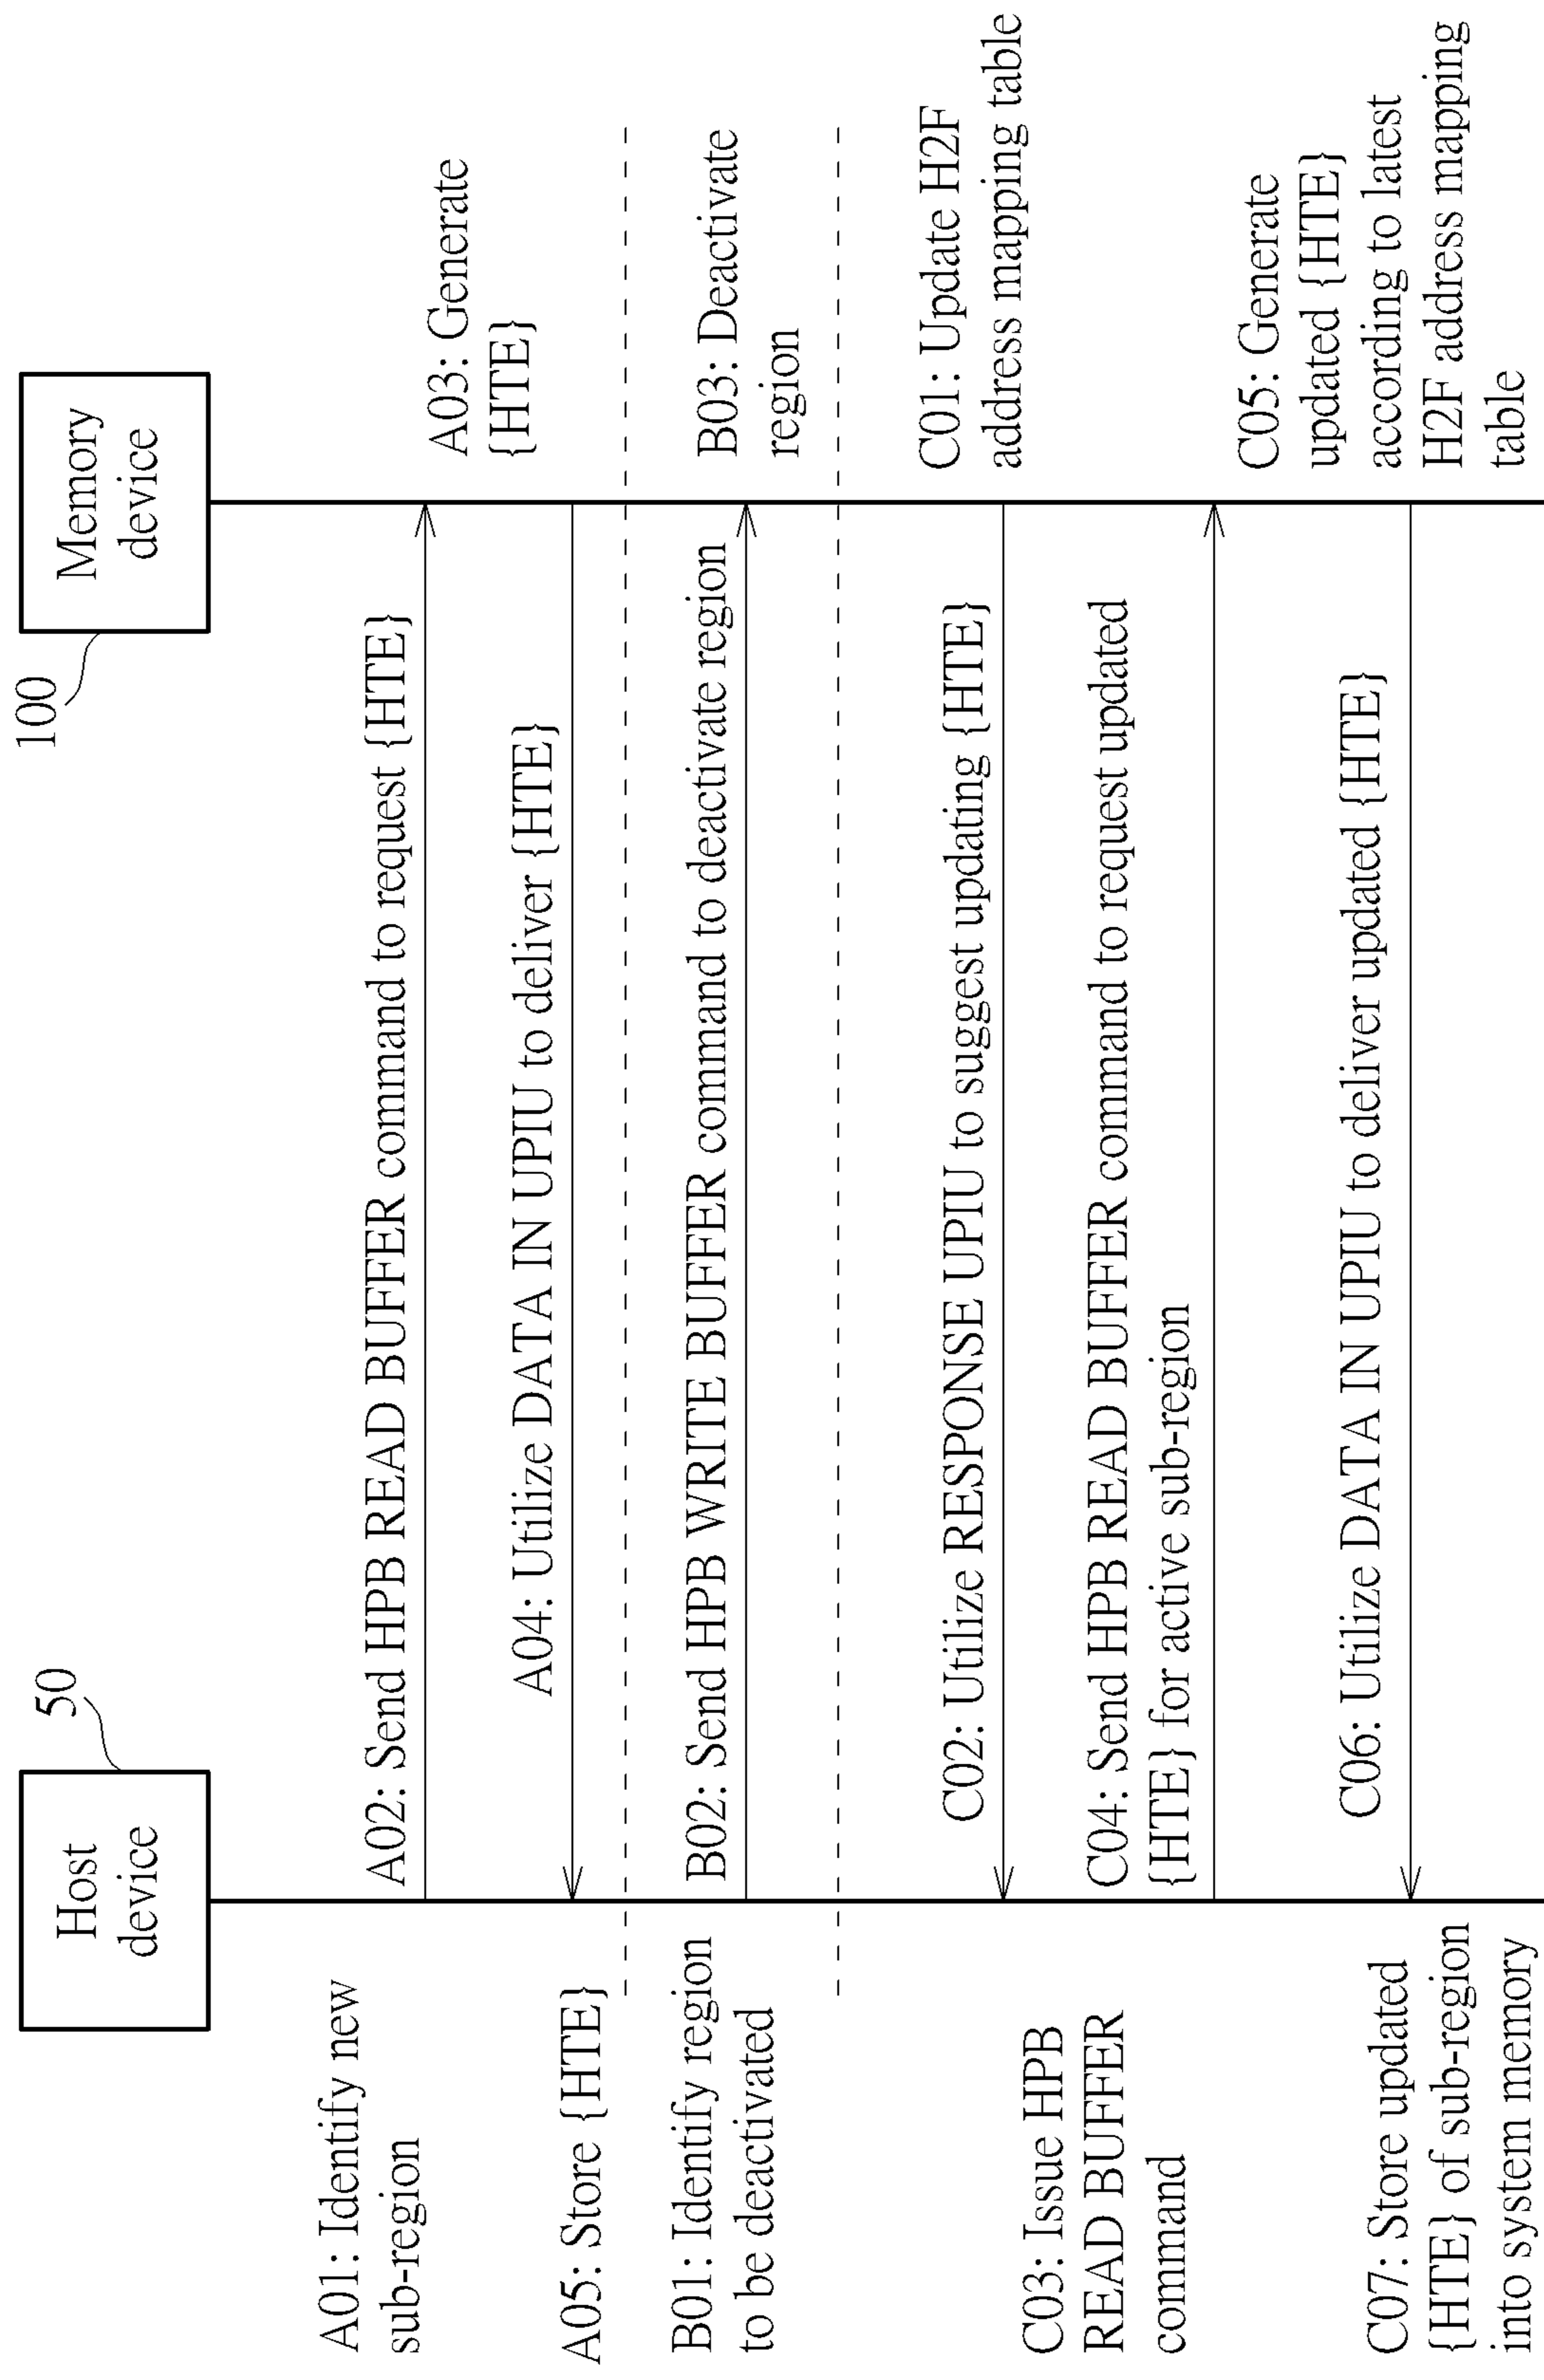 Host
device
50
Memory
device
100
A01: Identify new
sub-region
A02: Send HPB READ BUFFER command to request {HTE}
A03: Generate
{HTE}
A04: Utilize DATA IN UPIU to deliver {HTE}
A05: Store {HTE}
B01: Identify region
to be deactivated
B02: Send HPB WRITE BUFFER command to deactivate region
B03: Deactivate
region
C01: Update H2F
address mapping table
C02: Utilize RESPONSE UPIU to suggest updating {HTE}
C03: Issue HPB
READ BUFFER
command
C04: Send HPB READ BUFFER command to request updated
{HTE} for active sub-region
C05: Generate
updated {HTE}
according to latest
H2F address mapping
table
C06: Utilize DATA IN UPIU to deliver updated {HTE}
C07: Store updated
{HTE} of sub-region
into system memory